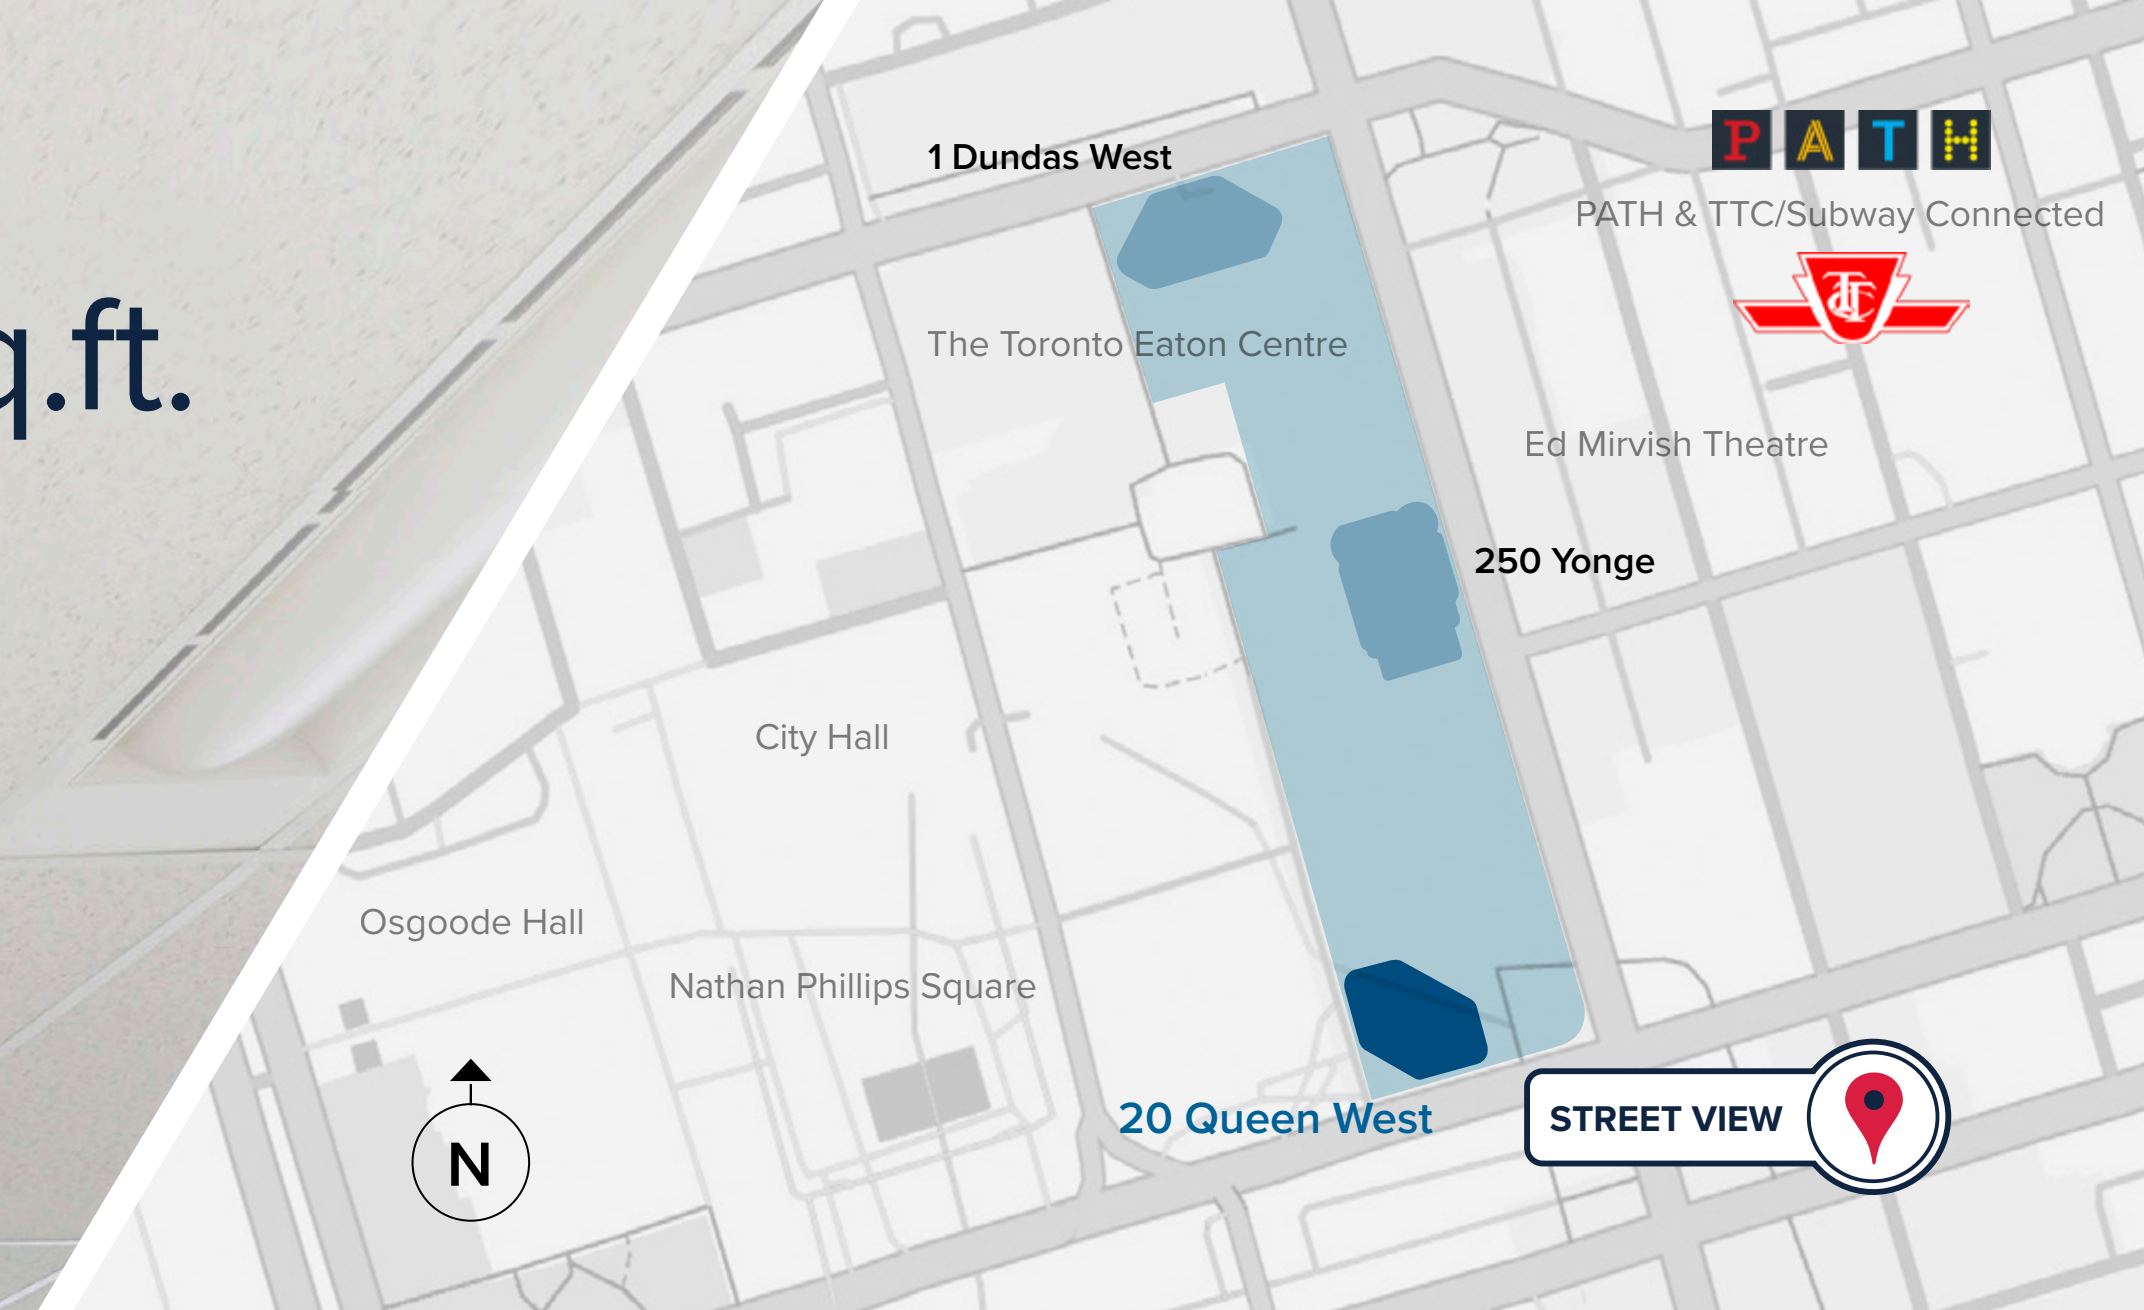 .ft.
1 Dundas West
PATH
PATH & TTC/Subway Connected
TTC
The Toronto Eaton Centre
Ed Mirvish Theatre
250 Yonge
City Hall
Osgoode Hall
Nathan Phillips Square
20 Queen West
STREET VIEW
N